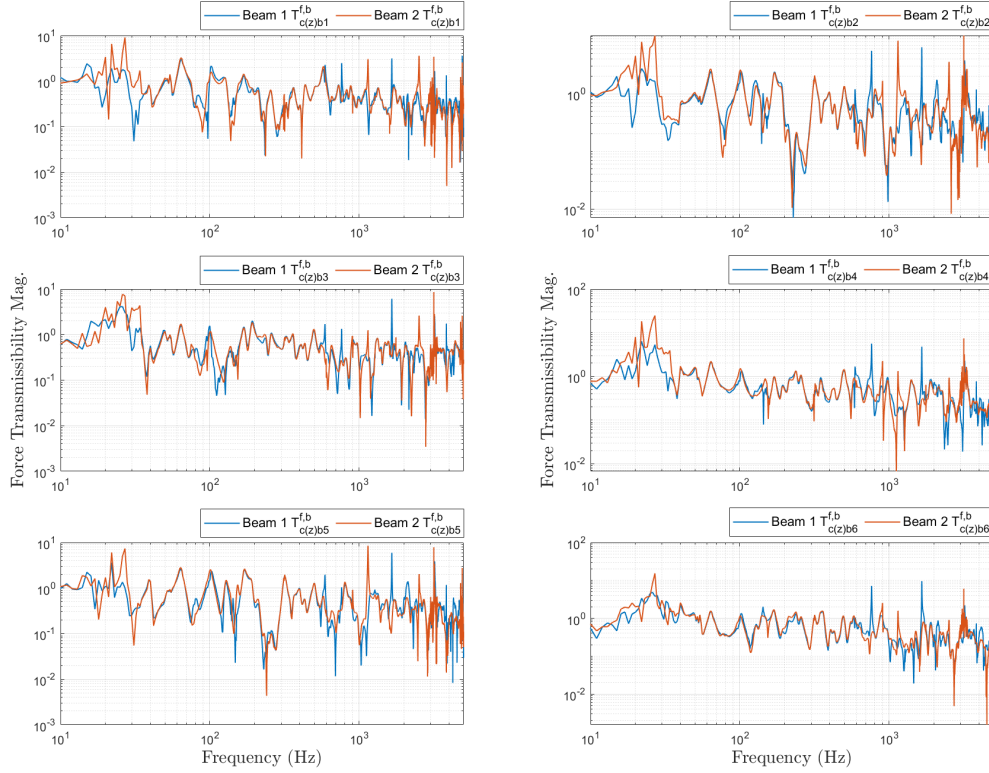 Beam 1 T^{f,b}_{c(z)b1} Beam 2 T^{f,b}_{c(z)b1}
10^1
10^0
10^-1
10^-2
10^-3
10^1 10^2 10^3
Beam 1 T^{f,b}_{c(z)b2} Beam 2 T^{f,b}_{c(z)b2}
10^0
10^-2
10^1 10^2 10^3
Force Transmissibility Mag.
Beam 1 T^{f,b}_{c(z)b3} Beam 2 T^{f,b}_{c(z)b3}
10^1
10^0
10^-1
10^-2
10^-3
10^1 10^2 10^3
Force Transmissibility Mag.
Beam 1 T^{f,b}_{c(z)b4} Beam 2 T^{f,b}_{c(z)b4}
10^2
10^0
10^-2
10^1 10^2 10^3
Beam 1 T^{f,b}_{c(z)b5} Beam 2 T^{f,b}_{c(z)b5}
10^1
10^0
10^-1
10^-2
10^-3
10^1 10^2 10^3
Frequency (Hz)
Beam 1 T^{f,b}_{c(z)b6} Beam 2 T^{f,b}_{c(z)b6}
10^2
10^0
10^-2
10^1 10^2 10^3
Frequency (Hz)